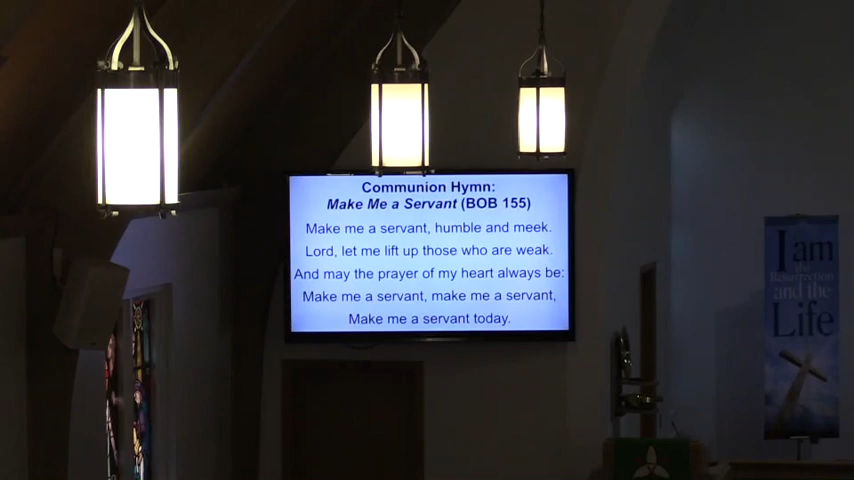 Communion Hymn:
Make Me a Servant (BOB 155)
Make me a servant, humble and meek.
Lord, let me lift up those who are weak.
And may the prayer of my heart always be:
Make me a servant, make me a servant,
Make me a servant today.
I am
the
Resurrection
and the
Life